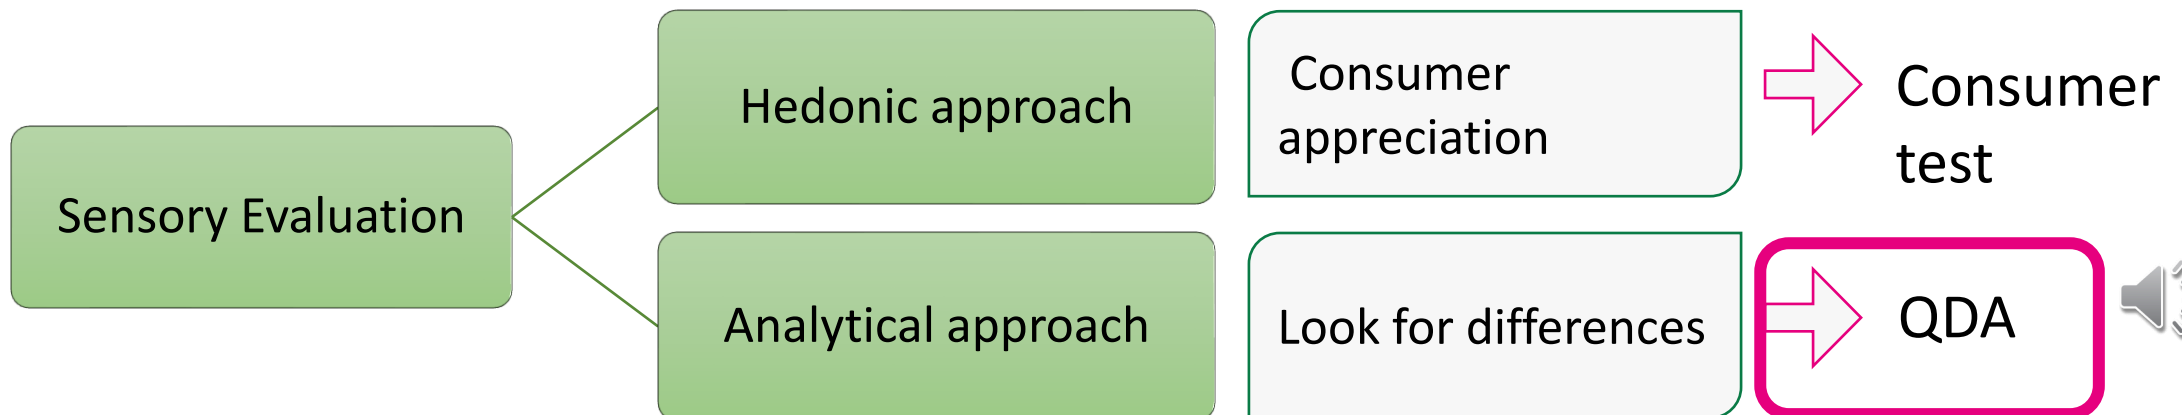 Sensory Evaluation
Hedonic approach
Consumer
appreciation
Consumer
test
Analytical approach
Look for differences
QDA